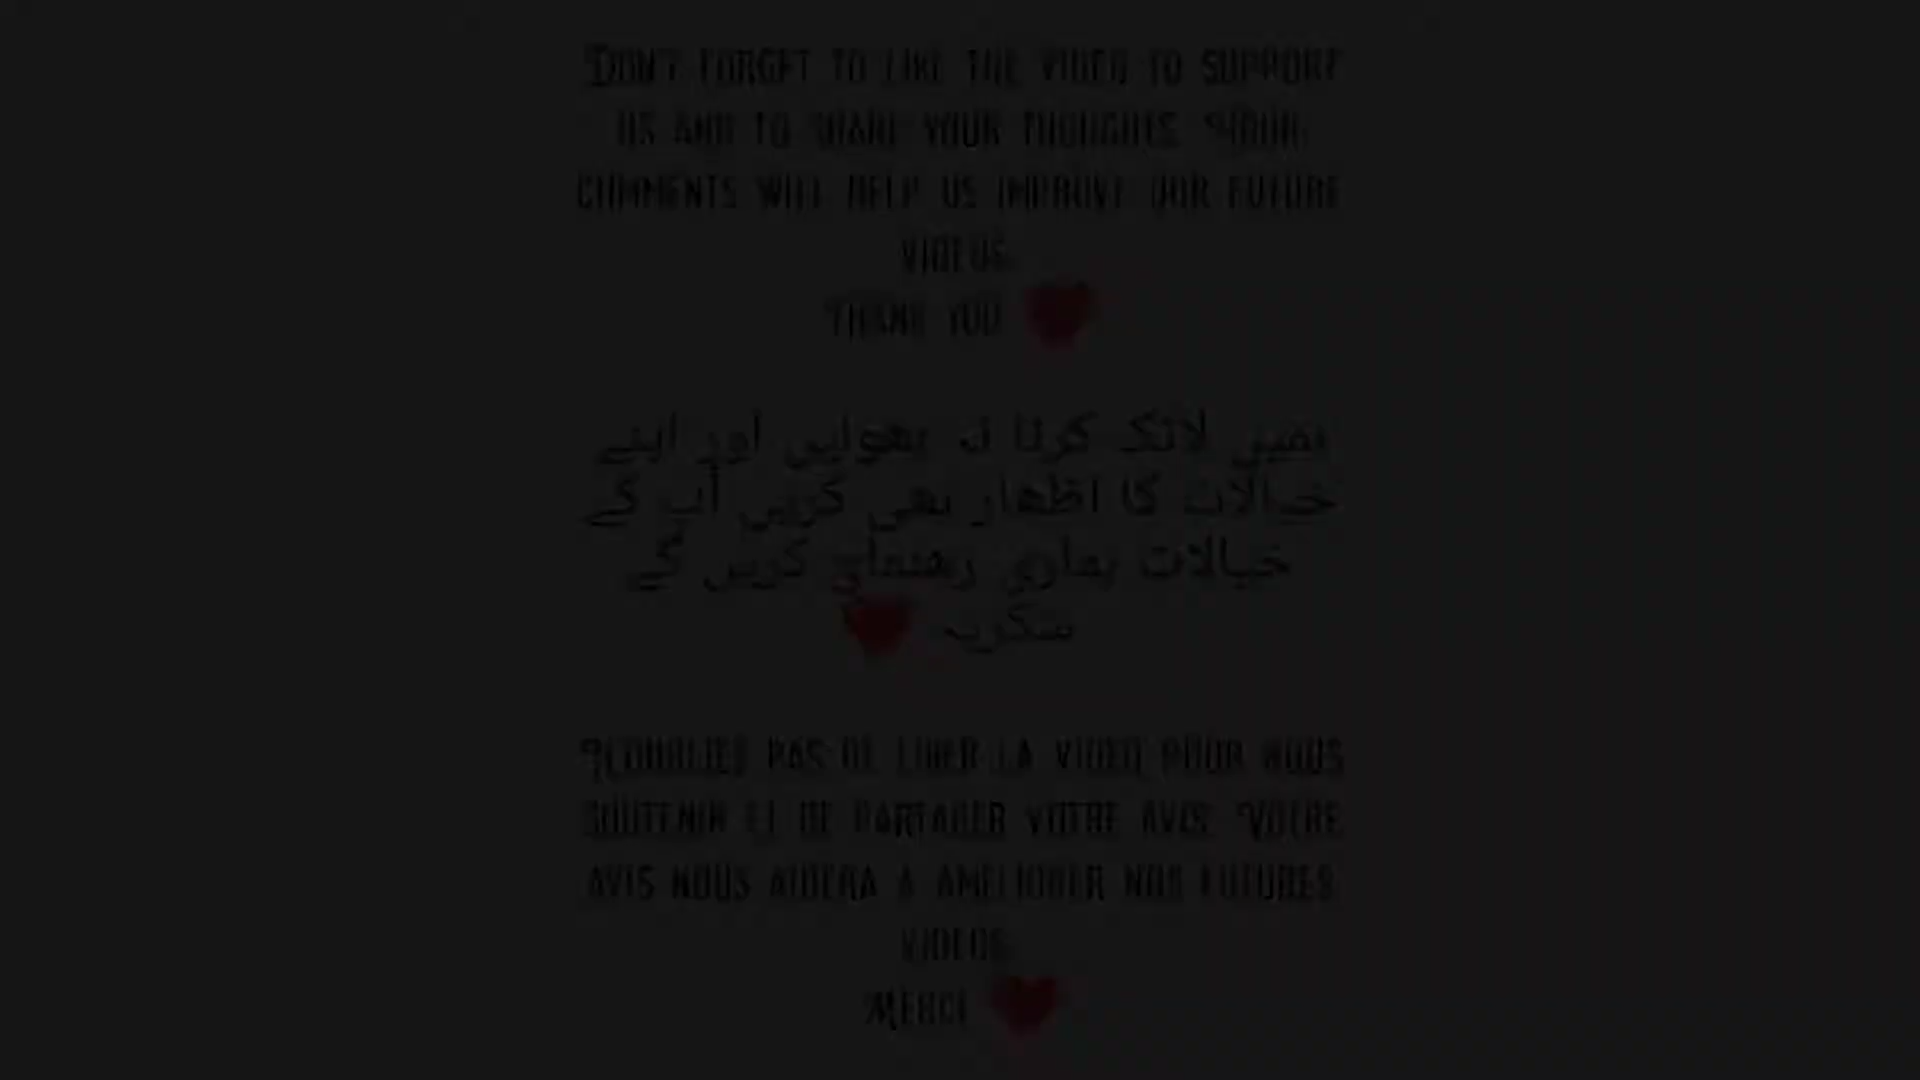 Don't forget to like the video to support
us and to share your thoughts. Your
comments will help us improve our future
videos.
Thank you ❤
ہمیں لائک کرنا نہ بھولیں اور اپنے
خیالات کا اظہار بھی کریں آپ کے
خیالات ہماری رہنمائی کریں گے
شکریہ ❤
N'oubliez pas de liker la video pour nous
soutenir et de partager votre avis. Votre
avis nous aidera a ameliorer nos futures
videos.
Merci ❤